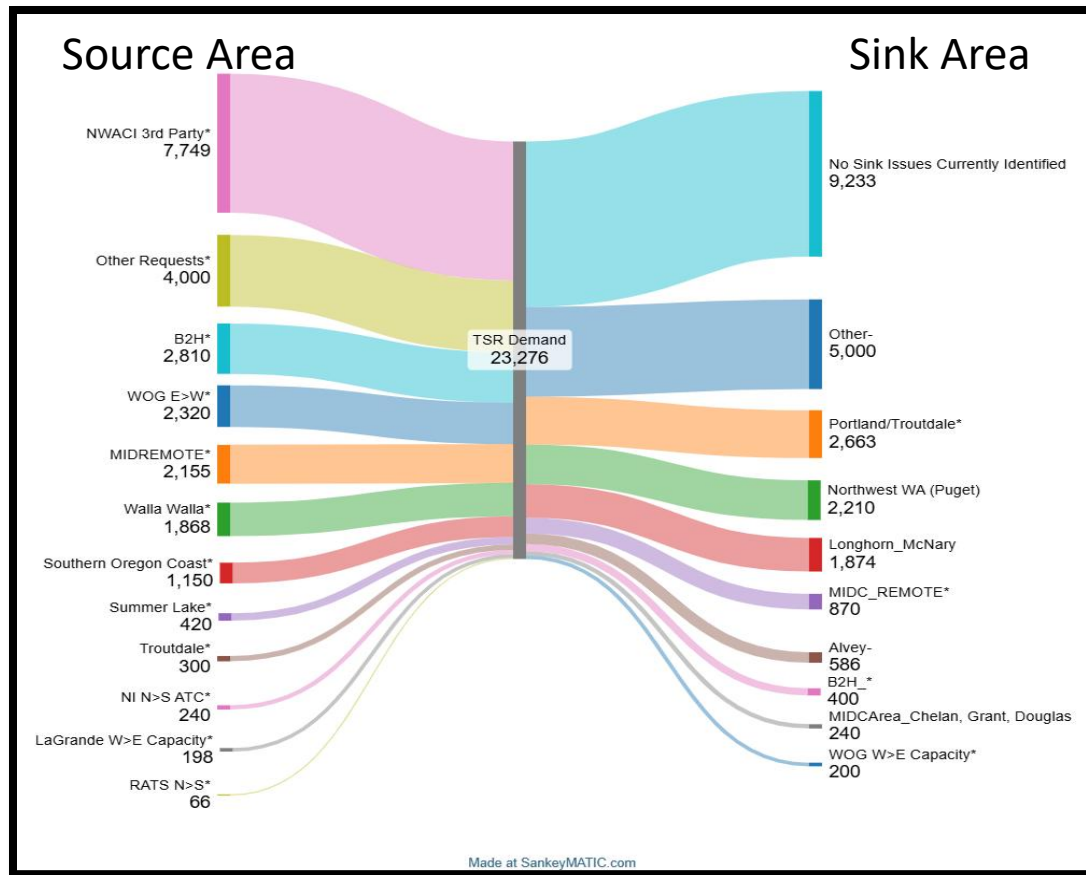 Source Area
Sink Area
NWACI 3rd Party*
7,749
Other Requests*
4,000
B2H*
2,810
WOG E>W*
2,320
MIDREMOTE*
2,155
Walla Walla*
1,868
Southern Oregon Coast*
1,150
Summer Lake*
420
Troutdale*
300
NI N>S ATC*
240
LaGrande W>E Capacity*
198
RATS N>S*
66
TSR Demand
23,276
No Sink Issues Currently Identified
9,233
Other-
5,000
Portland/Troutdale*
2,663
Northwest WA (Puget)
2,210
Longhorn_McNary
1,874
MIDC_REMOTE*
870
Alvey-
586
B2H_*
400
MIDCArea_Chelan, Grant, Douglas
240
WOG W>E Capacity*
200
Made at SankeyMATIC.com